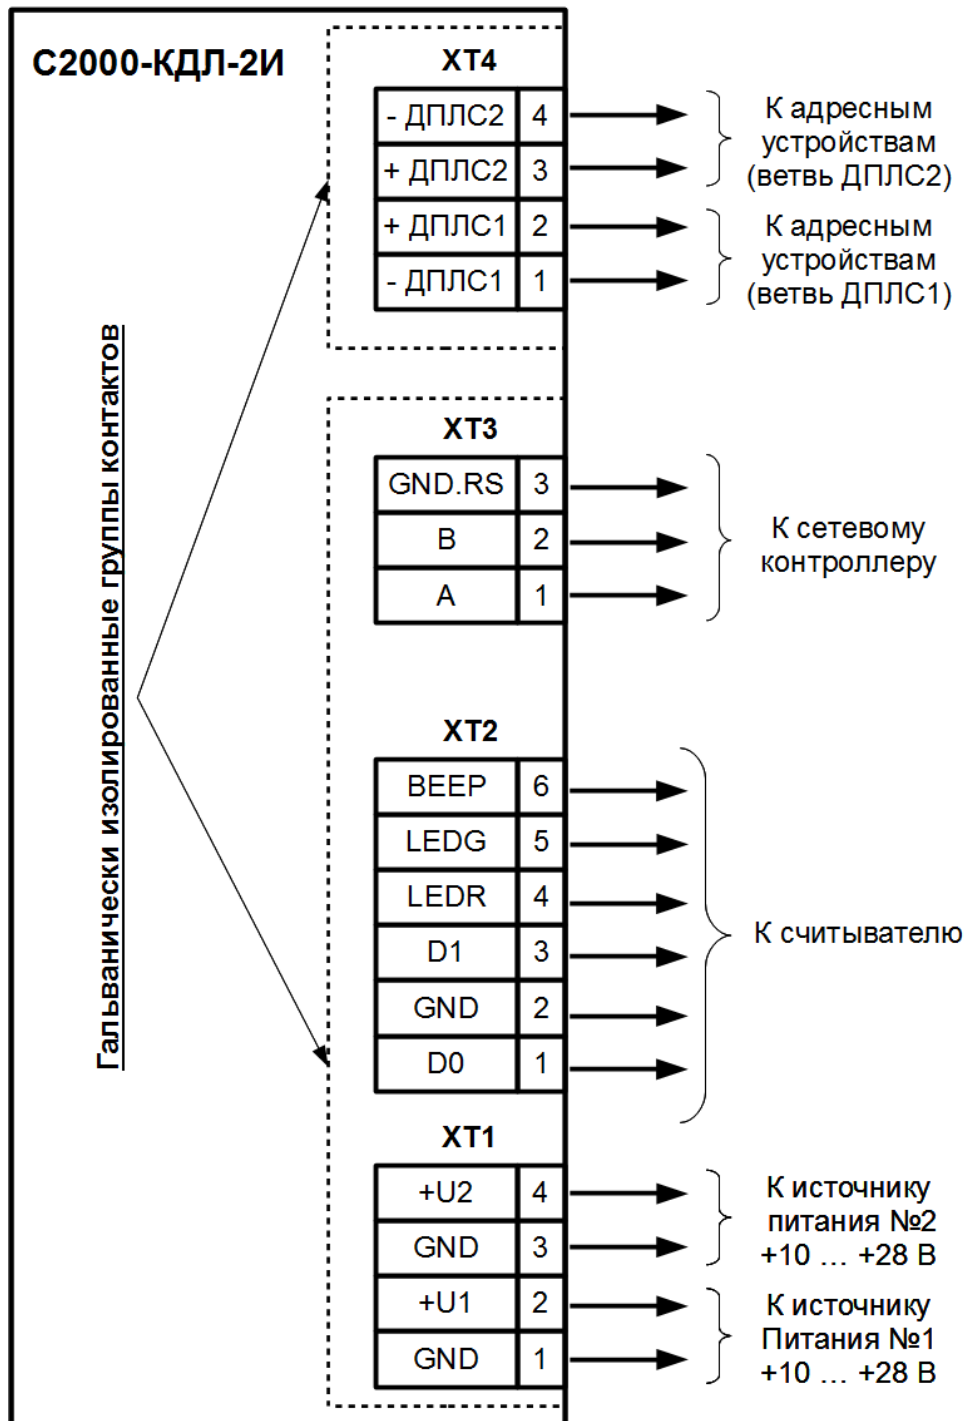 С2000-КДЛ-2И
XT4
- ДПЛС2 4
+ ДПЛС2 3
+ ДПЛС1 2
- ДПЛС1 1
К адресным
устройствам
(ветвь ДПЛС2)
К адресным
устройствам
(ветвь ДПЛС1)
Гальванически изолированные группы контактов
XT3
GND.RS 3
B 2
A 1
К сетевому
контроллеру
XT2
BEEP 6
LEDG 5
LEDR 4
D1 3
GND 2
D0 1
К считывателю
XT1
+U2 4
GND 3
+U1 2
GND 1
К источнику
питания №2
+10 ... +28 В
К источнику
Питания №1
+10 ... +28 В